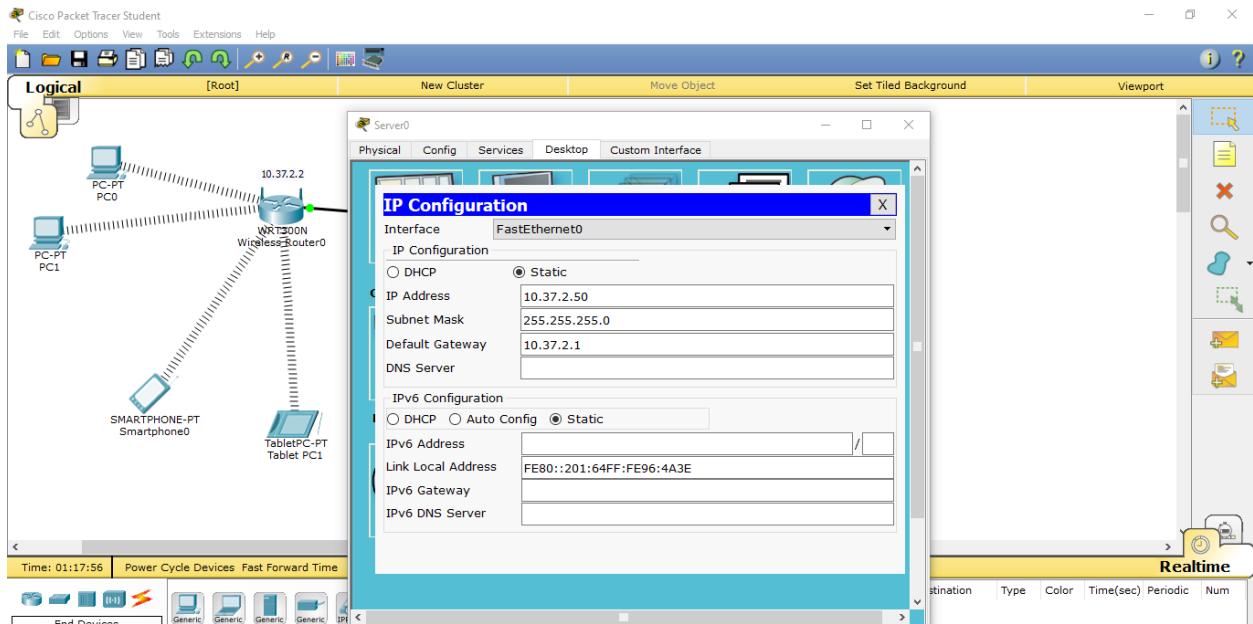 Cisco Packet Tracer Student
File Edit Options View Tools Extensions Help
Logical [Root] New Cluster Move Object Set Tiled Background Viewport
Server0
Physical Config Services Desktop Custom Interface
IP Configuration X
Interface FastEthernet0
IP Configuration
DHCP Static
IP Address 10.37.2.50
Subnet Mask 255.255.255.0
Default Gateway 10.37.2.1
DNS Server
IPv6 Configuration
DHCP Auto Config Static
IPv6 Address /
Link Local Address FE80::201:64FF:FE96:4A3E
IPv6 Gateway
IPv6 DNS Server
10.37.2.2
PC-PT
PC0
WRT300N
Wireless Router0
PC-PT
PC1
SMARTPHONE-PT
Smartphone0
TabletPC-PT
Tablet PC1
Time: 01:17:56 Power Cycle Devices Fast Forward Time Realtime
stination Type Color Time(sec) Periodic Num
Generic Generic Generic Generic
End Devices